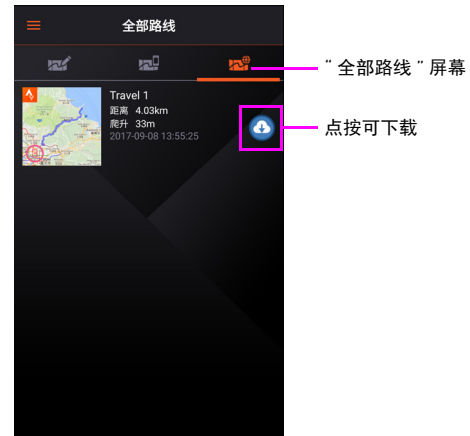 全部路线
Travel 1
距离 4.03km
爬升 33m
2017-09-08 13:55:25
“全部路线”屏幕
点按可下载